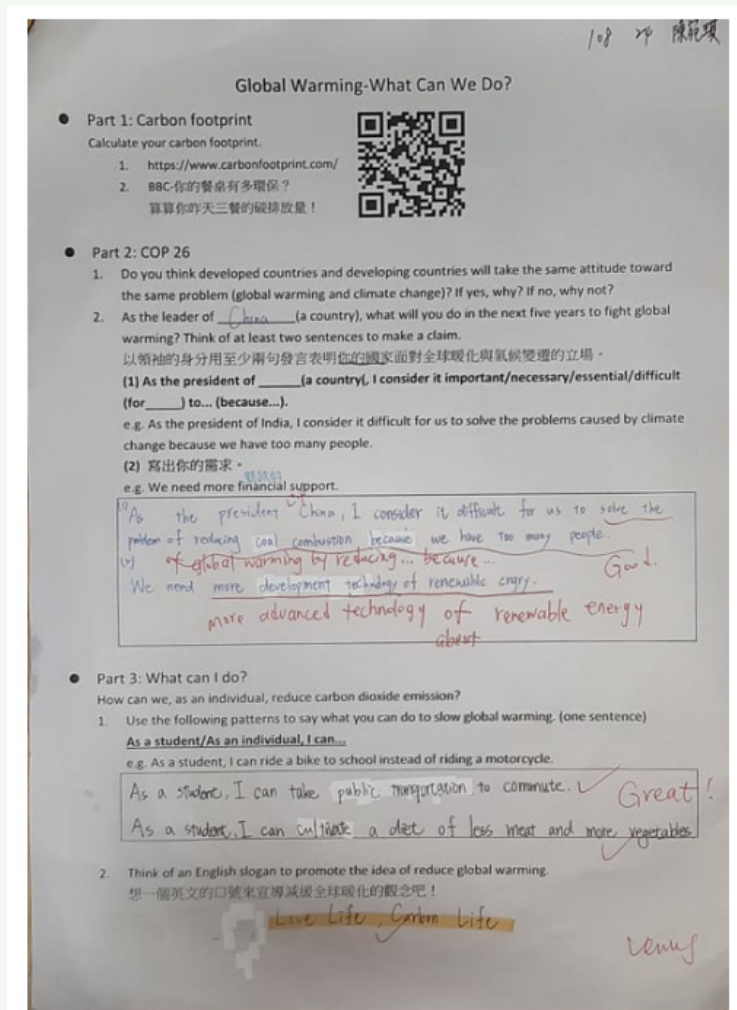 108 24 陳苑瑱
Global Warming-What Can We Do?
Part 1: Carbon footprint
Calculate your carbon footprint.
1. https://www.carbonfootprint.com/
2. BBC-你的餐桌有多環保？
算算你昨天三餐的碳排放量！
Part 2: COP 26
1. Do you think developed countries and developing countries will take the same attitude toward
the same problem (global warming and climate change)? If yes, why? If no, why not?
2. As the leader of China (a country), what will you do in the next five years to fight global
warming? Think of at least two sentences to make a claim.
以領袖的身分用至少兩句發言表明你的國家面對全球暖化與氣候變遷的立場。
(1) As the president of ______(a country(, I consider it important/necessary/essential/difficult
(for_____) to... (because...).
e.g. As the president of India, I consider it difficult for us to solve the problems caused by climate
change because we have too many people.
(2) 寫出你的需求。
e.g. We need more financial support.
(1) As the president of China, I consider it difficult for us to solve the
problem of reducing coal combustion because we have too many people.
of global warming by reducing... because...
Good.
(2)
We need more development technology of renewable engry.
more advanced technology of renewable energy
about
Part 3: What can I do?
How can we, as an individual, reduce carbon dioxide emission?
1. Use the following patterns to say what you can do to slow global warming. (one sentence)
As a student/As an individual, I can...
e.g. As a student, I can ride a bike to school instead of riding a motorcycle.
As a student, I can take public transportation to commute.
Great!
As a student, I can cultivate a diet of less meat and more vegetables
2. Think of an English slogan to promote the idea of reduce global warming.
想一個英文的口號來宣導減緩全球暖化的觀念吧！
Love Life, Carbon Life
Venus